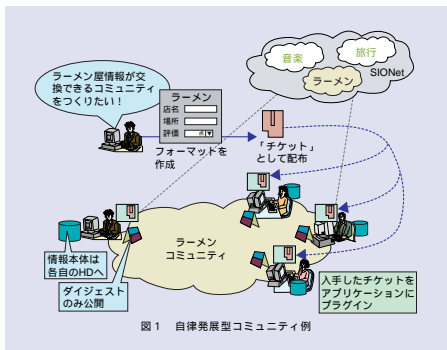 音楽
旅行
ラーメン
SIONet
ラーメン屋情報が交
換できるコミュニティ
をつくりたい！
ラーメン
店名
場所
評価
点
フォーマッドを
作成
「チケット」
として配布
ラーメン
コミュニティ
情報本体は
各自のHDへ
ダイジェスト
のみ公開
入手したチケットを
アプリケーションに
プラグイン
図1 自律発展型コミュニティ例